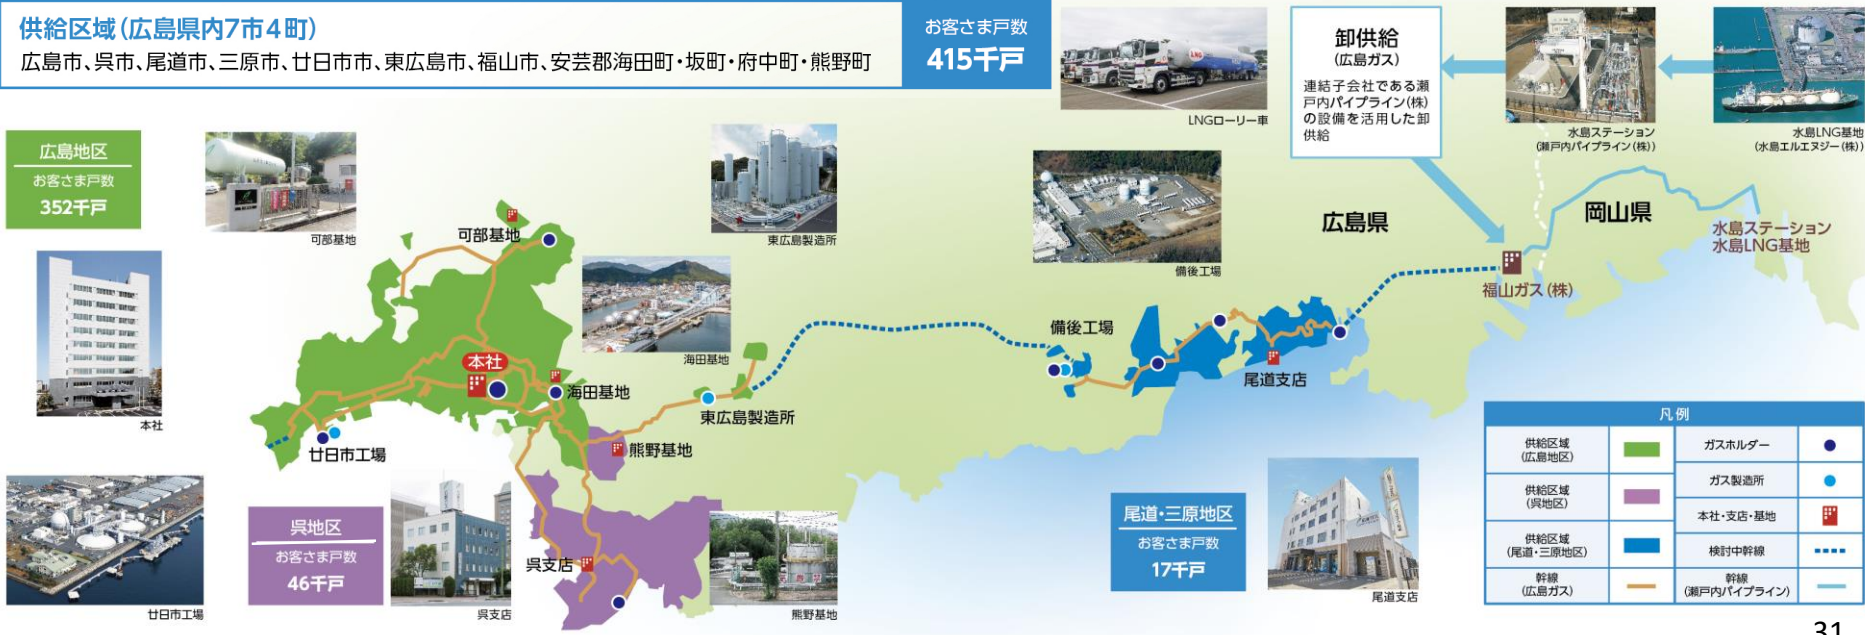 供給区域(広島県内7市4町)
広島市、呉市、尾道市、三原市、廿日市市、東広島市、福山市、安芸郡海田町・坂町・府中町・熊野町
お客さま戸数
415千戸
LNGローリー車
卸供給
(広島ガス)
連結子会社である瀬
戸内パイプライン(株)
の設備を活用した卸
供給
水島ステーション
(瀬戸内パイプライン(株))
水島LNG基地
(水島エルエヌジー(株))
広島地区
お客さま戸数
352千戸
可部基地
東広島製造所
備後工場
広島県
岡山県
水島ステーション
水島LNG基地
可部基地
本社
海田基地
備後工場
福山ガス(株)
本社
海田基地
東広島製造所
尾道支店
廿日市工場
熊野基地
廿日市工場
呉地区
お客さま戸数
46千戸
呉支店
呉支店
熊野基地
尾道・三原地区
お客さま戸数
17千戸
尾道支店
凡例
供給区域
(広島地区)
ガスホルダー
供給区域
(呉地区)
ガス製造所
本社・支店・基地
供給区域
(尾道・三原地区)
検討中幹線
幹線
(広島ガス)
幹線
(瀬戸内パイプライン)
31